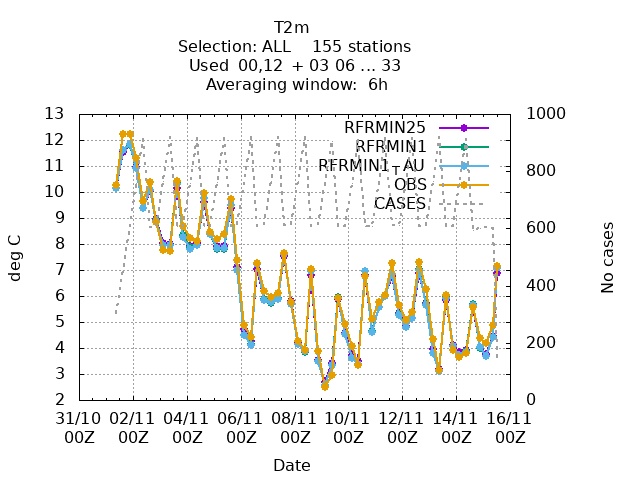 T2m
Selection: ALL 155 stations
Used 00,12 + 03 06 ... 33
Averaging window: 6h
13
12
11
10
9
8
7
6
5
4
3
2
deg C
1000
800
600
400
200
0
No cases
RFRMIN25
RFRMIN1
RFRMIN1-AU
OBS
CASES
31/10 02/11 04/11 06/11 08/11 10/11 12/11 14/11 16/11
00Z 00Z 00Z 00Z 00Z 00Z 00Z 00Z 00Z
Date